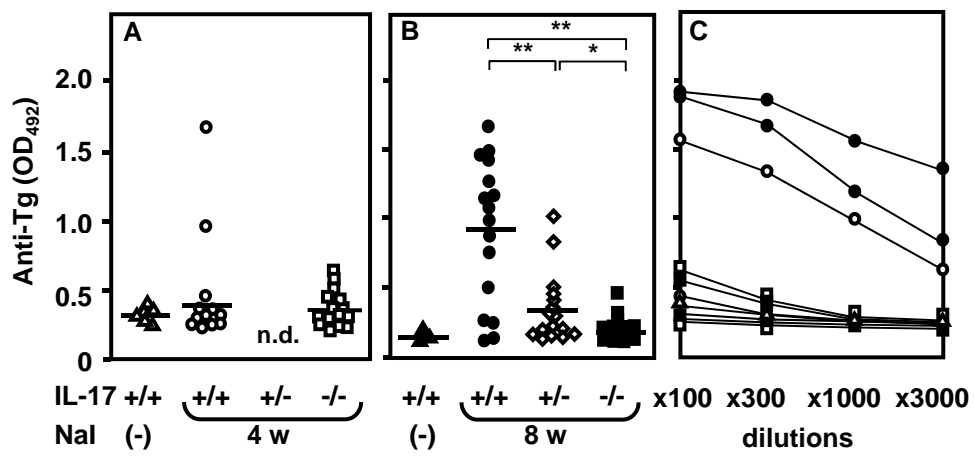 A B C
** 
** *
2.0
1.5
1.0
0.5
0
Anti-Tg (OD492)
n.d.
IL-17 +/+ +/+ +/- -/- +/+ +/+ +/- -/- x100 x300 x1000 x3000
NaI (-) 4 w (-) 8 w dilutions